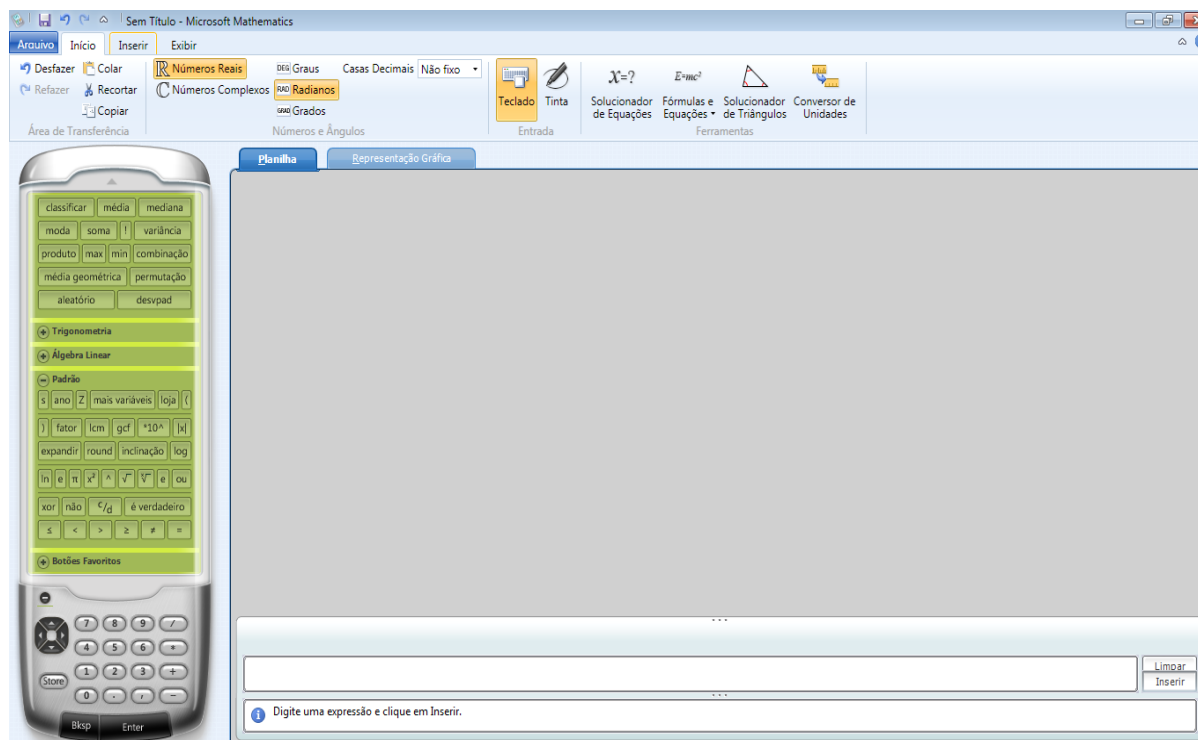 Sem Título - Microsoft Mathematics
Arquivo Início Inserir Exibir
Desfazer Colar Números Reais DEG Graus Casas Decimais Não fixo
Refazer Recortar Números Complexos RAD Radianos
Copiar GRAD Grados
Teclado Tinta
X=? E=mc²
Solucionador de Equações
Fórmulas e Equações
Solucionador de Triângulos
Conversor de Unidades
Área de Transferência Números e Ângulos Entrada Ferramentas
Planilha Representação Gráfica
classificar média mediana
moda soma ! variância
produto max min combinação
média geométrica permutação
aleatório desvpad
Trigonometria
Álgebra Linear
Padrão
s ano Z mais variáveis loja (
) fator lcm gcf *10^ |x|
expandir round inclinação log
ln e π x² ^ √ ˣ√ e ou
xor não c/d é verdadeiro
≤ < > ≥ ≠ =
Botões Favoritos
7 8 9 /
4 5 6 *
1 2 3 +
Store
0 . , −
Bksp Enter
Limpar
Inserir
Digite uma expressão e clique em Inserir.